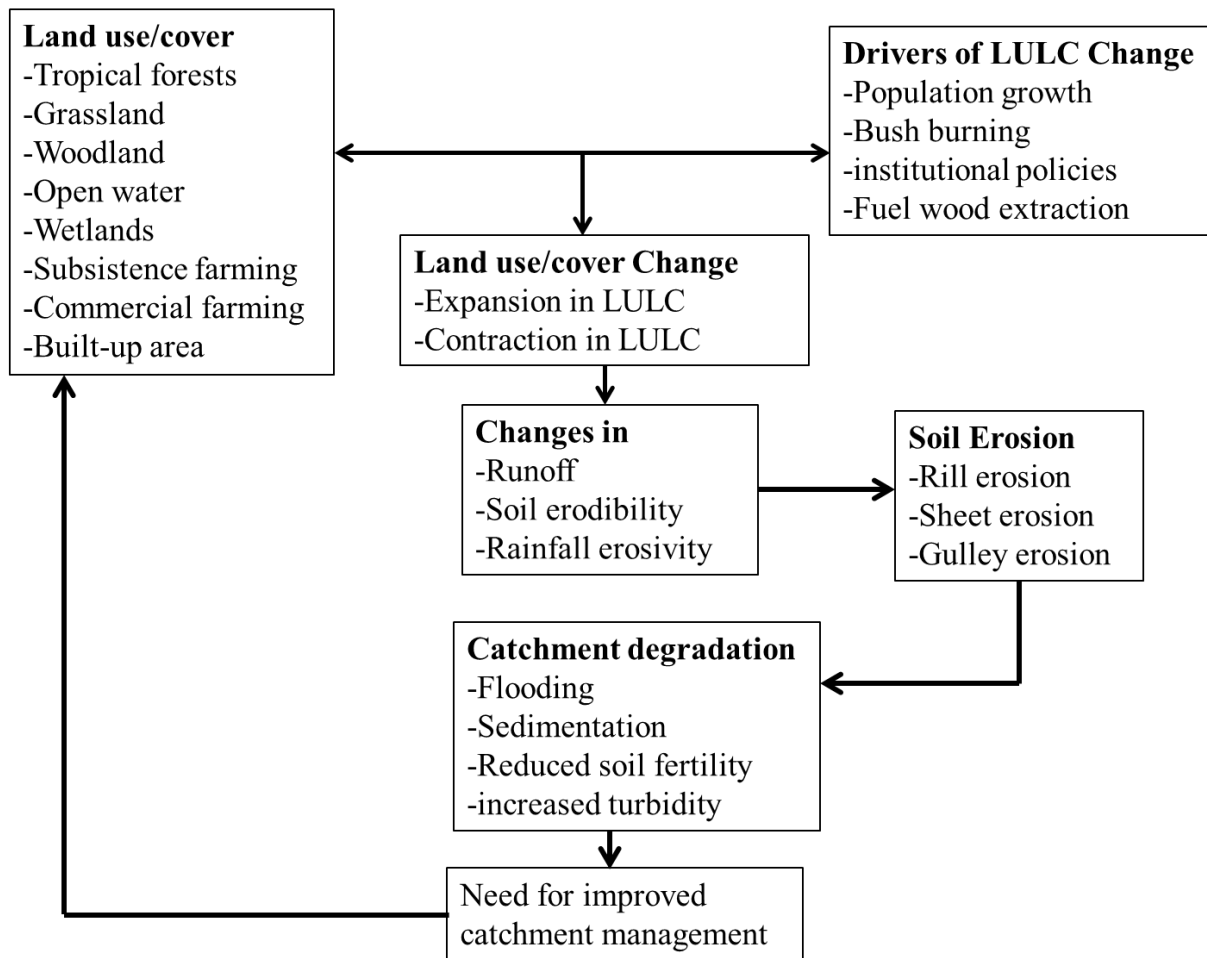 Land use/cover
-Tropical forests
-Grassland
-Woodland
-Open water
-Wetlands
-Subsistence farming
-Commercial farming
-Built-up area
Drivers of LULC Change
-Population growth
-Bush burning
-institutional policies
-Fuel wood extraction
Land use/cover Change
-Expansion in LULC
-Contraction in LULC
Changes in
-Runoff
-Soil erodibility
-Rainfall erosivity
Soil Erosion
-Rill erosion
-Sheet erosion
-Gulley erosion
Catchment degradation
-Flooding
-Sedimentation
-Reduced soil fertility
-increased turbidity
Need for improved
catchment management